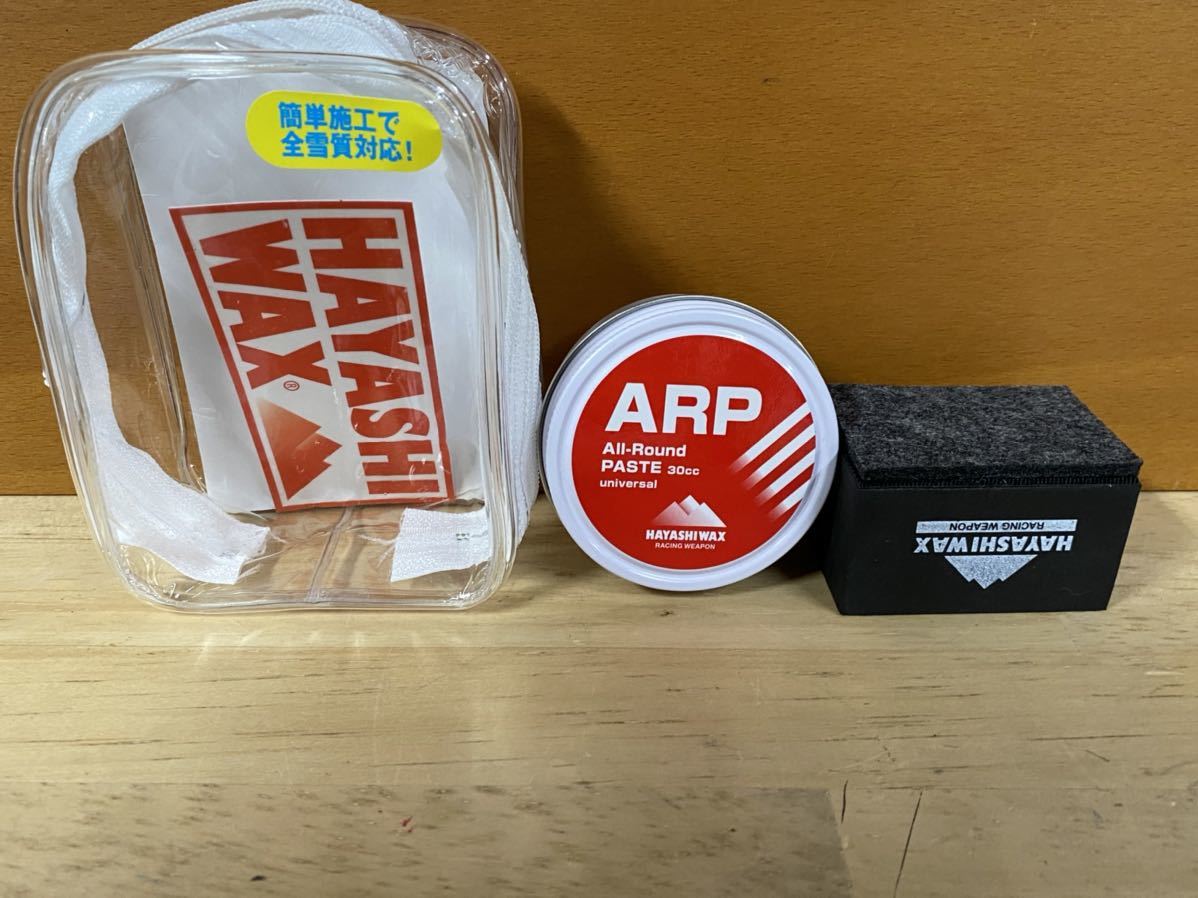 簡単施工で
全雪質対応!
HAYASHI
WAX®
ARP
All-Round
PASTE 30cc
universal
HAYASHIWAX
RACING WEAPON
HAYASHIWAX
RACING WEAPON